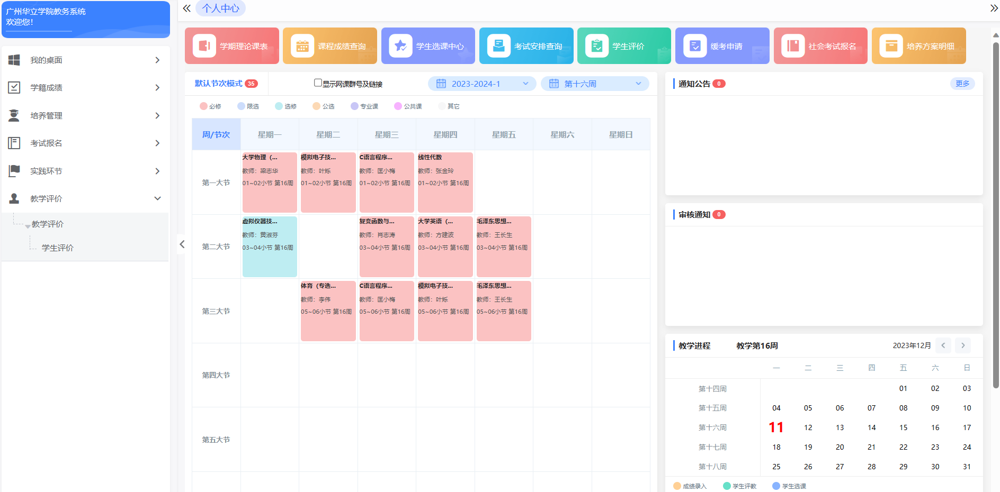 广州华立学院教务系统
欢迎您!
我的桌面
学籍成绩
培养管理
考试报名
实践环节
教学评价
教学评价
学生评价
个人中心
学期理论课表
课程成绩查询
学生选课中心
考试安排查询
学生评价
缓考申请
社会考试报名
培养方案明细
默认节次模式 35
显示网课群号及链接
2023-2024-1
第十六周
必修 限选 选修 公选 专业课 公共课 其它
周/节次 星期一 星期二 星期三 星期四 星期五 星期六 星期日
第一大节
大学物理（...
教师：梁志华
01~02小节 第16周
模拟电子技...
教师：叶烁
01~02小节 第16周
C语言程序...
教师：匡小梅
01~02小节 第16周
线性代数
教师：张金玲
01~02小节 第16周
第二大节
虚拟仪器技...
教师：黄淑芬
03~04小节 第16周
复变函数与...
教师：肖志涛
03~04小节 第16周
大学英语（...
教师：方建波
03~04小节 第16周
毛泽东思想...
教师：王长生
03~04小节 第16周
第三大节
体育（专选...
教师：李伟
05~06小节 第16周
C语言程序...
教师：匡小梅
05~06小节 第16周
模拟电子技...
教师：叶烁
05~06小节 第16周
毛泽东思想...
教师：王长生
05~06小节 第16周
第四大节
第五大节
通知公告 0
更多
审核通知 0
教学进程 教学第16周 2023年12月
一 二 三 四 五 六 日
第十四周 01 02 03
第十五周 04 05 06 07 08 09 10
第十六周 11 12 13 14 15 16 17
第十七周 18 19 20 21 22 23 24
第十八周 25 26 27 28 29 30 31
成绩录入 学生评教 学生选课